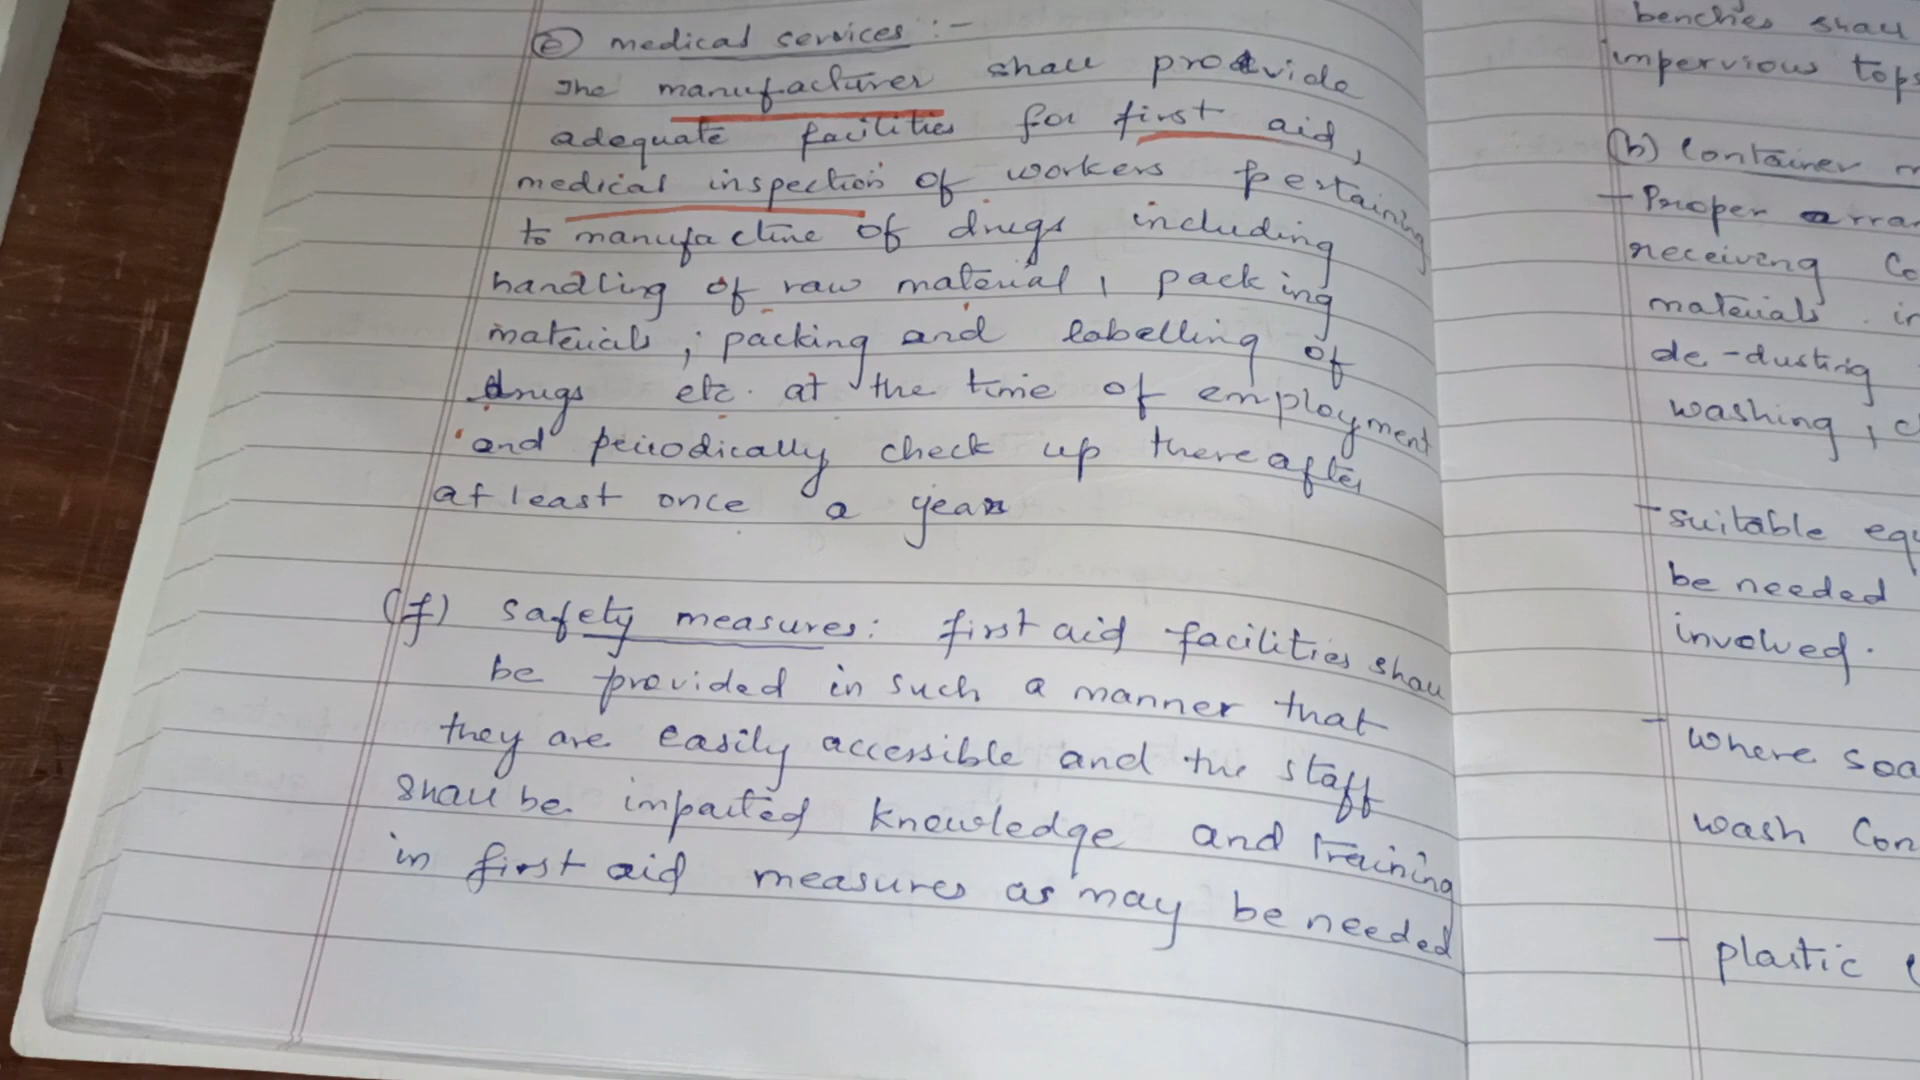 (e) medical services :-
The manufacturer shall provide
adequate facilities for first aid,
medical inspection of workers pertaining
to manufacture of drugs including
handling of raw material, packing
materials, packing and labelling of
drugs etc. at the time of employment
and periodically check up thereafter
at least once a year
(f) safety measures: first aid facilities shall
be provided in such a manner that
they are easily accessible and the staff
shall be imparted knowledge and training
in first aid measures as may be needed
benches shall
impervious tops
(b) Container
- Proper
receiving
materials in
de-dusting
washing,
- suitable
be needed
involved.
- where
wash
- plastic